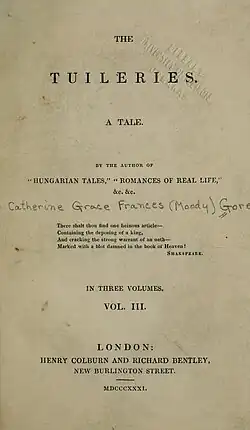 THE
TUILERIES.
A TALE.
BY THE AUTHOR OF
"HUNGARIAN TALES," "ROMANCES OF REAL LIFE,"
&c. &c.
Catherine Grace Frances (Moody) Gore
There shalt thou find one heinous article—
Containing the deposing of a king,
And cracking the strong warrant of an oath—
Marked with a blot damned in the book of Heaven!
SHAKSPEARE.
IN THREE VOLUMES.
VOL. III.
LONDON:
HENRY COLBURN AND RICHARD BENTLEY,
NEW BURLINGTON STREET.
MDCCCXXXI.